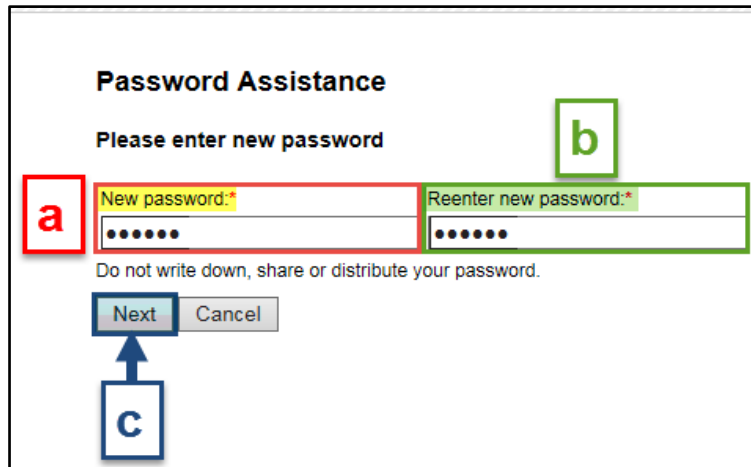 Password Assistance
Please enter new password
b
a
New password:* Reenter new password:*
•••••• ••••••
Do not write down, share or distribute your password.
Next Cancel
c